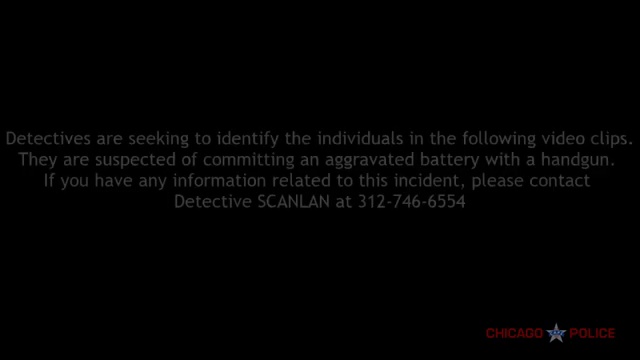 Detectives are seeking to identify the individuals in the following video clips.
They are suspected of committing an aggravated battery with a handgun.
If you have any information related to this incident, please contact
Detective SCANLAN at 312-746-6554
CHICAGO POLICE